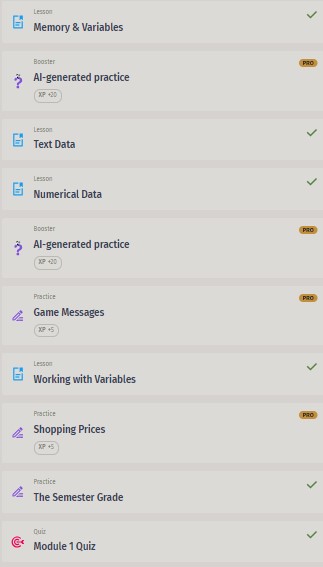 Lesson
Memory & Variables
Booster
PRO
AI-generated practice
XP +20
Lesson
Text Data
Lesson
Numerical Data
Booster
PRO
AI-generated practice
XP +20
Practice
PRO
Game Messages
XP +5
Lesson
Working with Variables
Practice
PRO
Shopping Prices
XP +5
Practice
The Semester Grade
Quiz
Module 1 Quiz